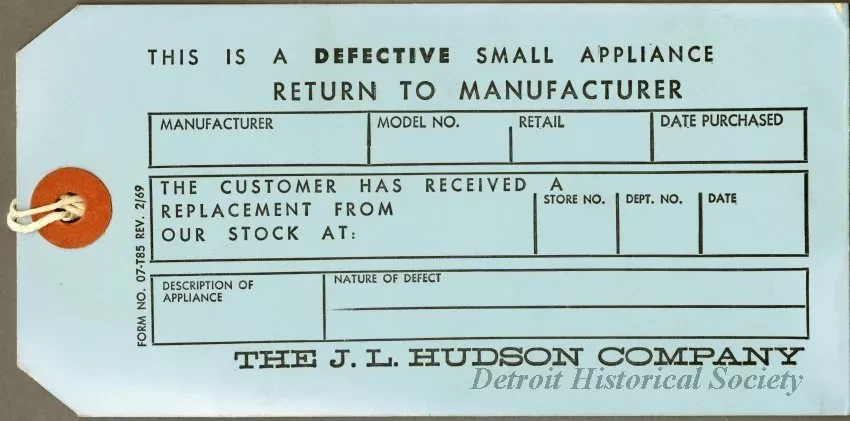 THIS IS A DEFECTIVE SMALL APPLIANCE
RETURN TO MANUFACTURER
MANUFACTURER MODEL NO. RETAIL DATE PURCHASED
THE CUSTOMER HAS RECEIVED A
REPLACEMENT FROM
OUR STOCK AT:
STORE NO. DEPT. NO. DATE
DESCRIPTION OF
APPLIANCE
NATURE OF DEFECT
FORM NO. 07-T85 REV. 2/69
THE J. L. HUDSON COMPANY
Detroit Historical Society